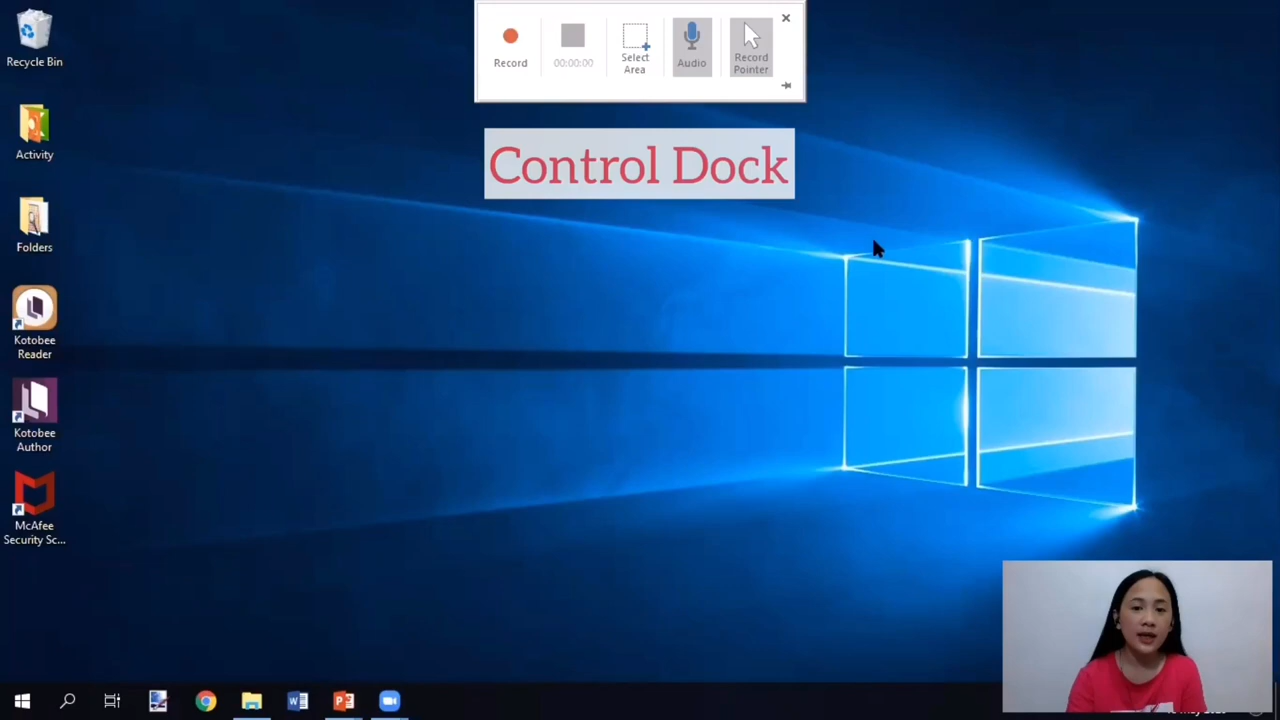 Recycle Bin
Activity
Folders
Kotobee
Reader
Kotobee
Author
McAfee
Security Sc...
Record
00:00:00
Select
Area
Audio
Record
Pointer
Control Dock